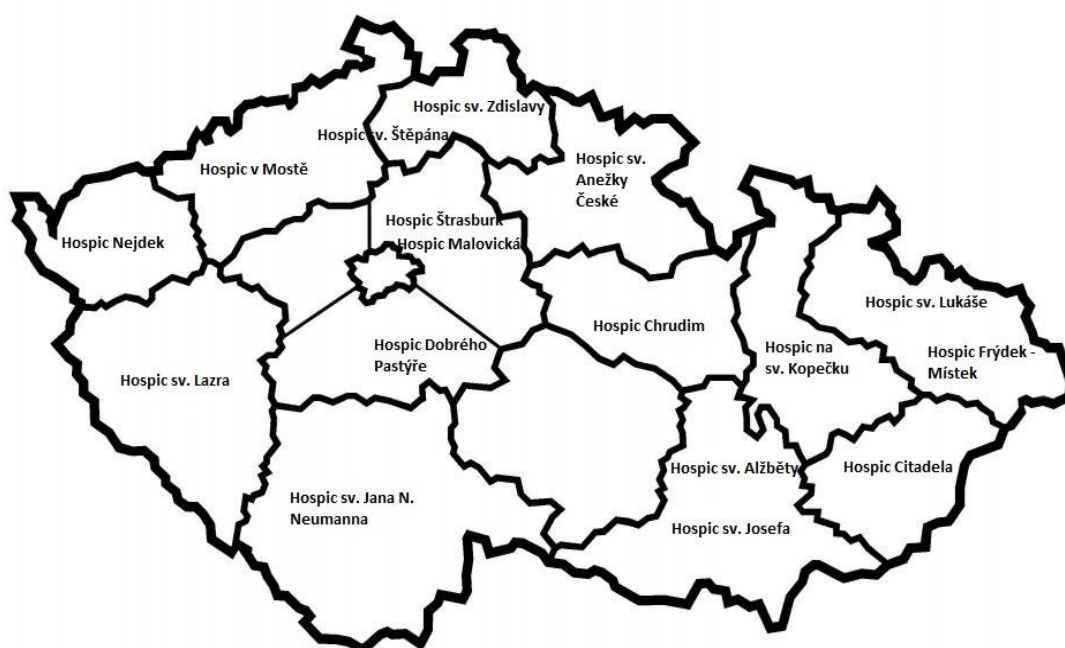 Hospic sv. Zdislavy
Hospic sv. Štěpána
Hospic v Mostě
Hospic sv.
Anežky
České
Hospic Štrasburk
Hospic Malovická
Hospic Nejdek
Hospic sv. Lukáše
Hospic Chrudim
Hospic Dobrého
Pastýře
Hospic na
sv. Kopečku
Hospic Frýdek -
Místek
Hospic sv. Lazra
Hospic sv. Alžběty
Hospic Citadela
Hospic sv. Jana N.
Neumanna
Hospic sv. Josefa